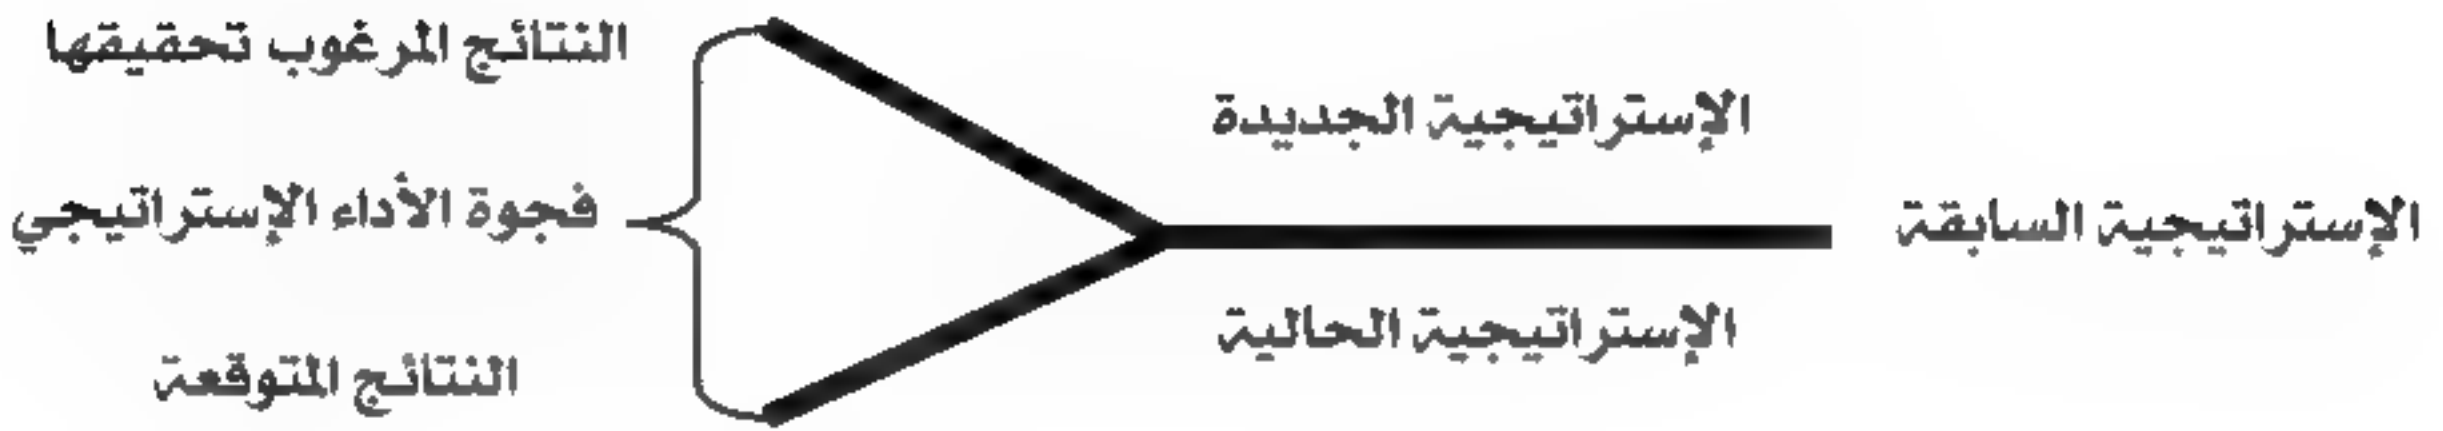 الإستراتيجية السابقة
الإستراتيجية الجديدة
الإستراتيجية الحالية
النتائج المرغوب تحقيقها
فجوة الأداء الإستراتيجي
النتائج المتوقعة